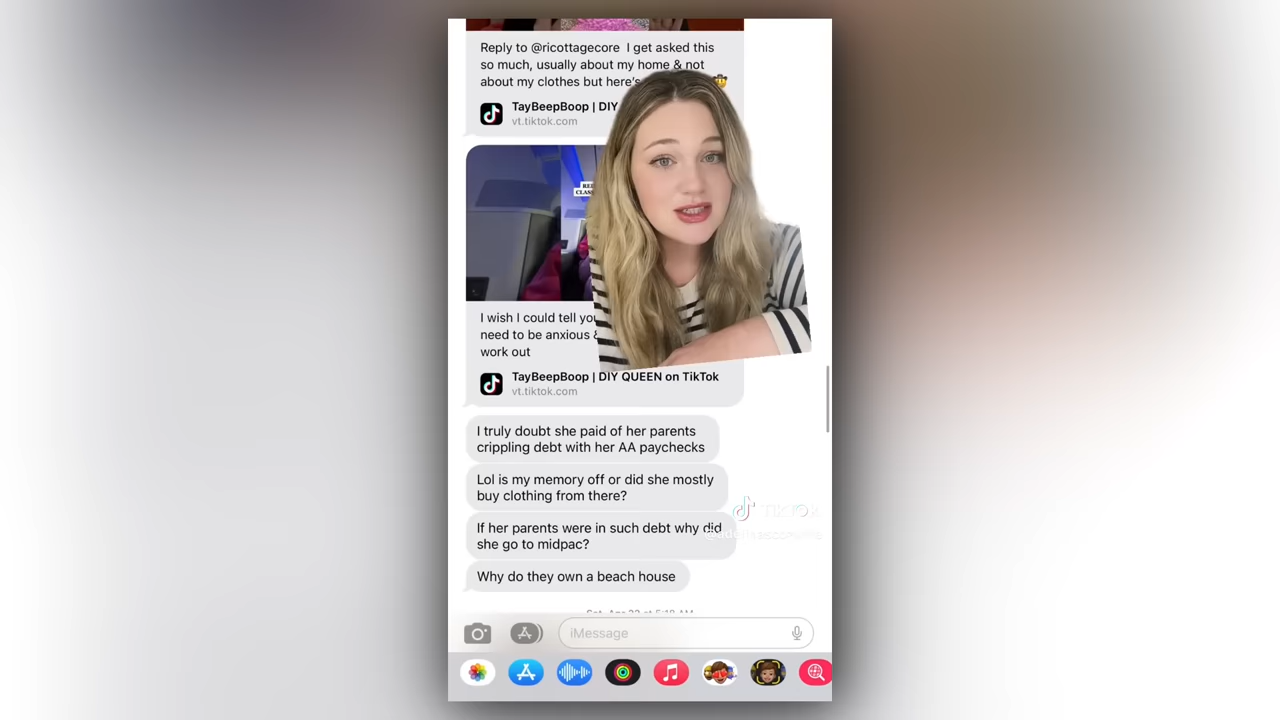 Reply to @ricottagecore I get asked this
so much, usually about my home & not
about my clothes but here's
TayBeepBoop | DIY
vt.tiktok.com
I wish I could tell you
need to be anxious &
work out
TayBeepBoop | DIY QUEEN on TikTok
vt.tiktok.com
I truly doubt she paid of her parents
crippling debt with her AA paychecks
Lol is my memory off or did she mostly
buy clothing from there?
If her parents were in such debt why did
she go to midpac?
Why do they own a beach house
TikTok
iMessage